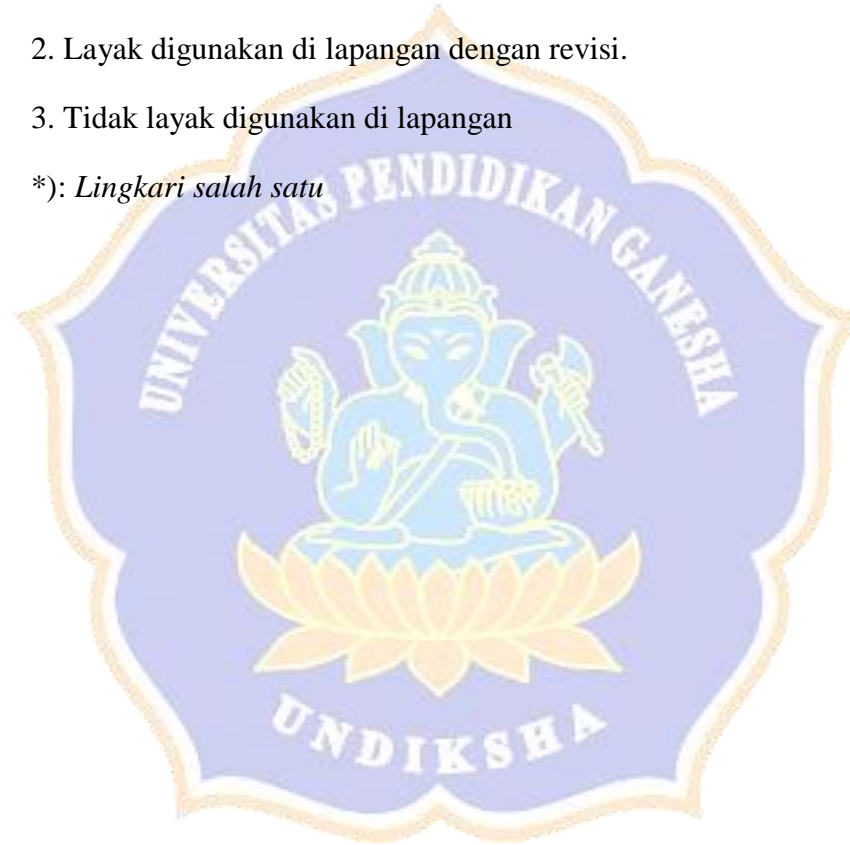 2. Layak digunakan di lapangan dengan revisi.
3. Tidak layak digunakan di lapangan
*): Lingkari salah satu
UNIVERSITAS PENDIDIKAN GANESHA
UNDIKSHA